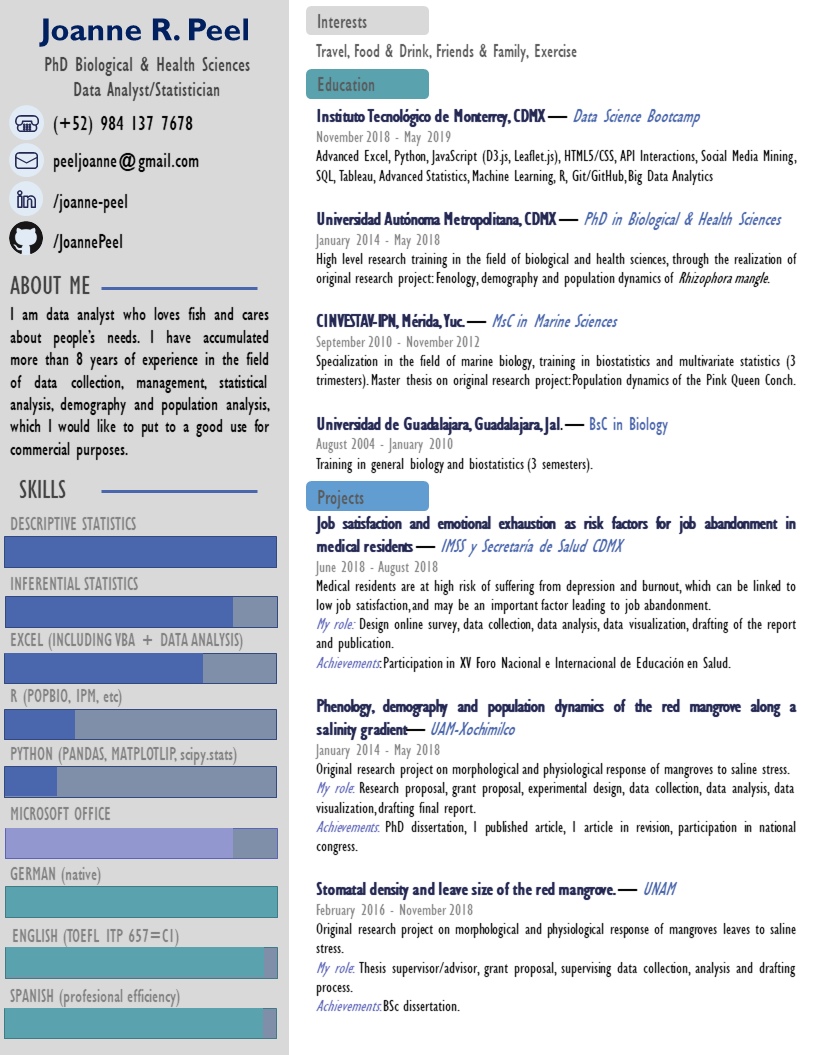 Joanne R. Peel
PhD Biological & Health Sciences
Data Analyst/Statistician
(+52) 984 137 7678
peeljoanne@gmail.com
in /joanne-peel
/JoannePeel
ABOUT ME
I am data analyst who loves fish and cares
about people's needs. I have accumulated
more than 8 years of experience in the field
of data collection, management, statistical
analysis, demography and population analysis,
which I would like to put to a good use for
commercial purposes.
SKILLS
DESCRIPTIVE STATISTICS
INFERENTIAL STATISTICS
EXCEL (INCLUDING VBA + DATA ANALYSIS)
R (POPBIO, IPM, etc)
PYTHON (PANDAS, MATPLOTLIP, scipy.stats)
MICROSOFT OFFICE
GERMAN (native)
ENGLISH (TOEFL ITP 657=C1)
SPANISH (profesional efficiency)
Interests
Travel, Food & Drink, Friends & Family, Exercise
Education
Instituto Tecnológico de Monterrey, CDMX — Data Science Bootcamp
November 2018 - May 2019
Advanced Excel, Python, JavaScript (D3.js, Leaflet.js), HTML5/CSS, API Interactions, Social Media Mining,
SQL, Tableau, Advanced Statistics, Machine Learning, R, Git/GitHub, Big Data Analytics
Universidad Autónoma Metropolitana, CDMX — PhD in Biological & Health Sciences
January 2014 - May 2018
High level research training in the field of biological and health sciences, through the realization of
original research project: Fenology, demography and population dynamics of Rhizophora mangle.
CINVESTAV-IPN, Mérida, Yuc. — MsC in Marine Sciences
September 2010 - November 2012
Specialization in the field of marine biology, training in biostatistics and multivariate statistics (3
trimesters). Master thesis on original research project: Population dynamics of the Pink Queen Conch.
Universidad de Guadalajara, Guadalajara, Jal. — BsC in Biology
August 2004 - January 2010
Training in general biology and biostatistics (3 semesters).
Projects
Job satisfaction and emotional exhaustion as risk factors for job abandonment in
medical residents — IMSS y Secretaría de Salud CDMX
June 2018 - August 2018
Medical residents are at high risk of suffering from depression and burnout, which can be linked to
low job satisfaction, and may be an important factor leading to job abandonment.
My role: Design online survey, data collection, data analysis, data visualization, drafting of the report
and publication.
Achievements: Participation in XV Foro Nacional e Internacional de Educación en Salud.
Phenology, demography and population dynamics of the red mangrove along a
salinity gradient— UAM-Xochimilco
January 2014 - May 2018
Original research project on morphological and physiological response of mangroves to saline stress.
My role: Research proposal, grant proposal, experimental design, data collection, data analysis, data
visualization, drafting final report.
Achievements: PhD dissertation, 1 published article, 1 article in revision, participation in national
congress.
Stomatal density and leave size of the red mangrove. — UNAM
February 2016 - November 2018
Original research project on morphological and physiological response of mangroves leaves to saline
stress.
My role: Thesis supervisor/advisor, grant proposal, supervising data collection, analysis and drafting
process.
Achievements: BSc dissertation.